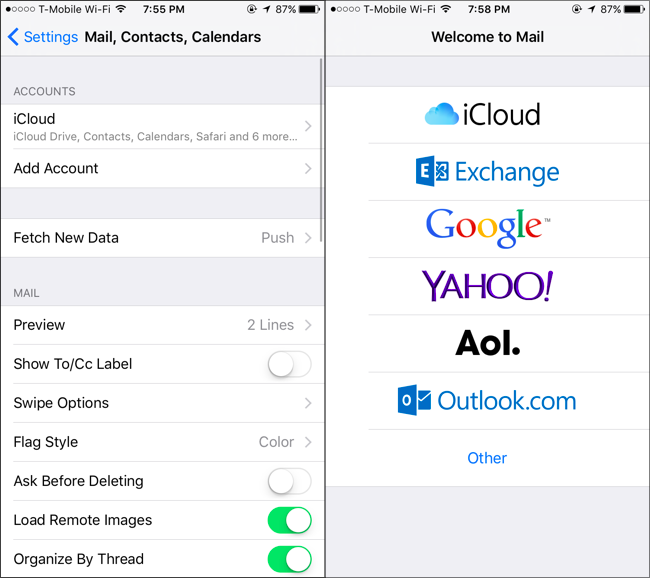 T-Mobile Wi-Fi 7:55 PM 87%
Settings Mail, Contacts, Calendars
ACCOUNTS
iCloud
iCloud Drive, Contacts, Calendars, Safari and 6 more...
Add Account
Fetch New Data Push
MAIL
Preview 2 Lines
Show To/Cc Label
Swipe Options
Flag Style Color
Ask Before Deleting
Load Remote Images
Organize By Thread
T-Mobile Wi-Fi 7:58 PM 87%
Welcome to Mail
iCloud
E Exchange
Google™
YAHOO!
Aol.
O Outlook.com
Other